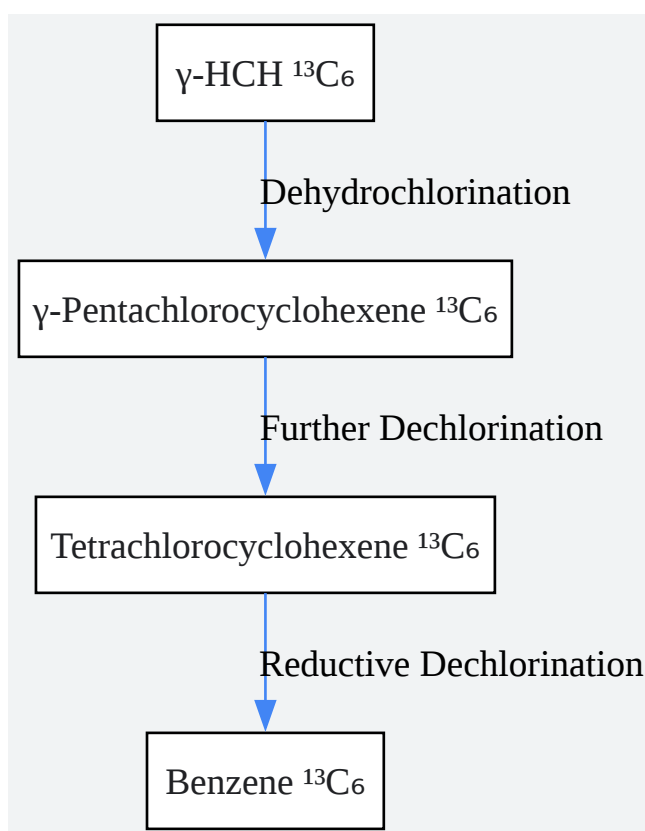 γ-HCH ¹³C₆
Dehydrochlorination
γ-Pentachlorocyclohexene ¹³C₆
Further Dechlorination
Tetrachlorocyclohexene ¹³C₆
Reductive Dechlorination
Benzene ¹³C₆